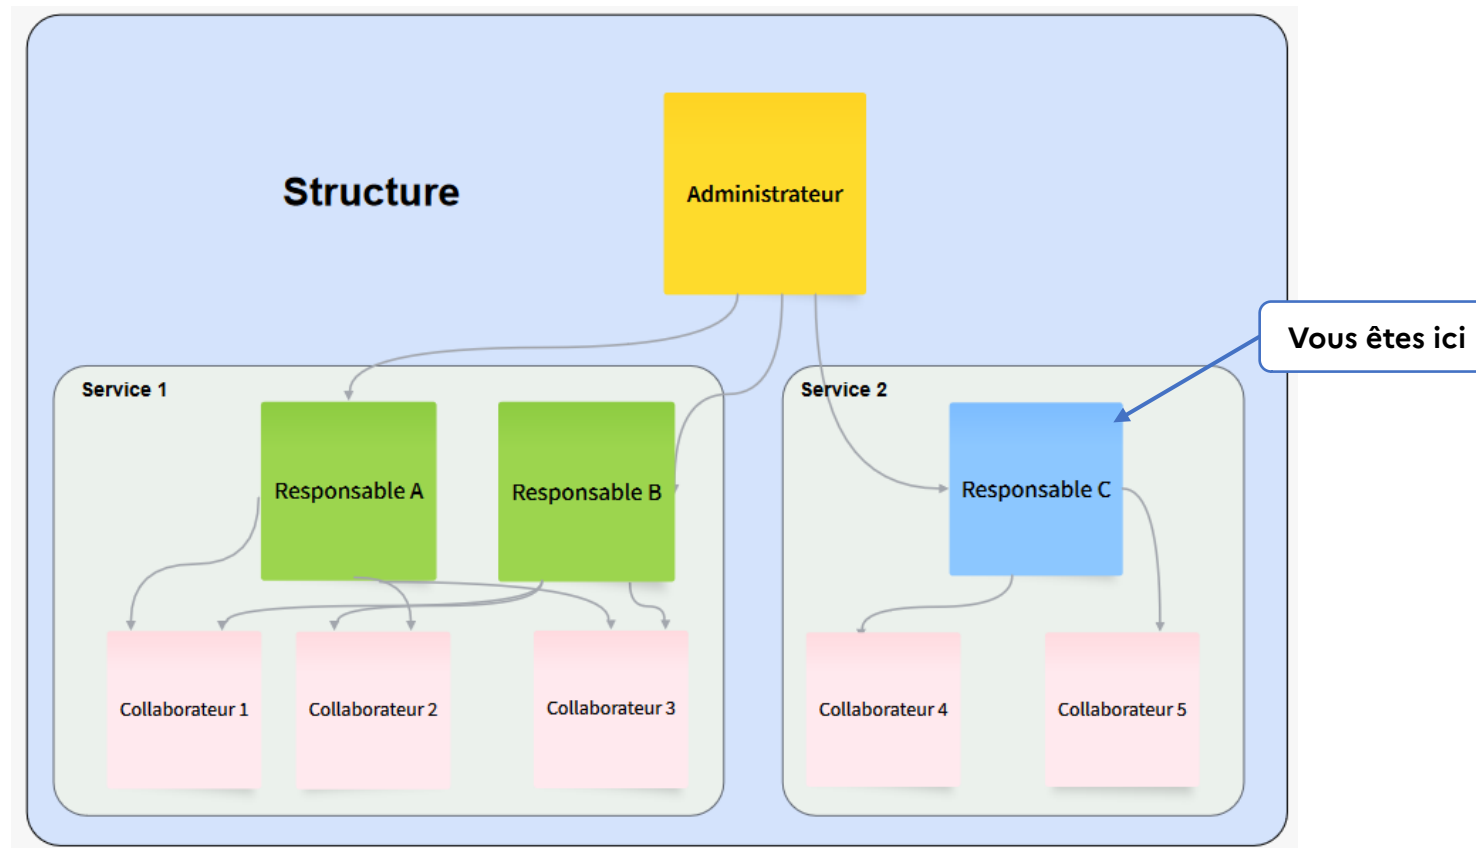 Structure
Administrateur
Vous êtes ici
Service 1
Service 2
Responsable A
Responsable B
Responsable C
Collaborateur 1
Collaborateur 2
Collaborateur 3
Collaborateur 4
Collaborateur 5